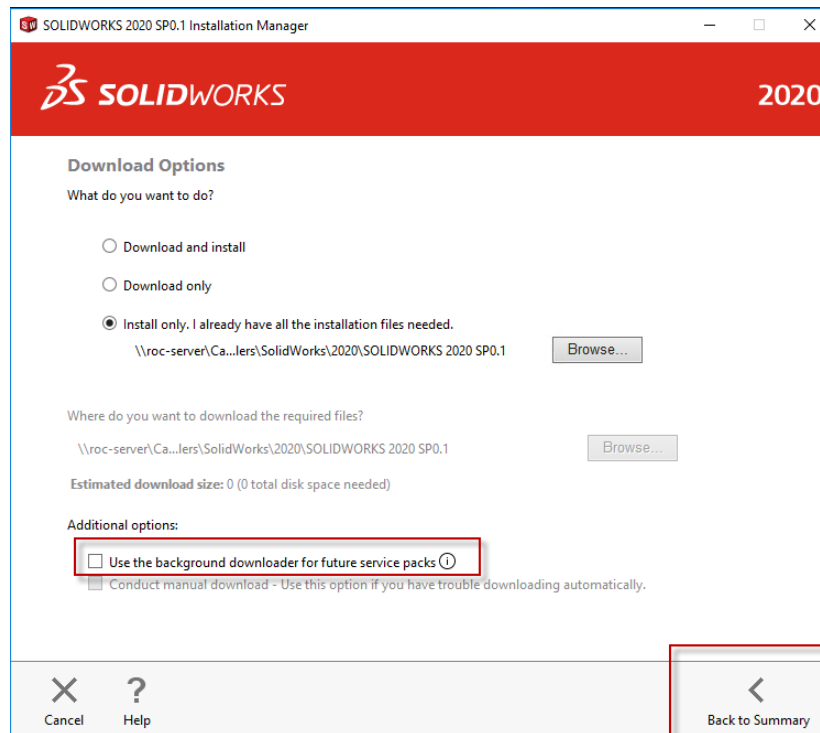 SOLIDWORKS 2020 SP0.1 Installation Manager
SOLIDWORKS 2020
Download Options
What do you want to do?
Download and install
Download only
Install only. I already have all the installation files needed.
\\roc-server\Ca...lers\SolidWorks\2020\SOLIDWORKS 2020 SP0.1 Browse...
Where do you want to download the required files?
\\roc-server\Ca...lers\SolidWorks\2020\SOLIDWORKS 2020 SP0.1 Browse...
Estimated download size: 0 (0 total disk space needed)
Additional options:
Use the background downloader for future service packs
Conduct manual download - Use this option if you have trouble downloading automatically.
Cancel Help Back to Summary